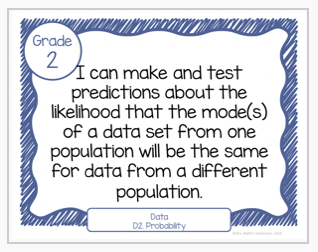 Grade
2
I can make and test
predictions about the
likelihood that the mode(s)
of a data set from one
population will be the same
for data from a different
population.
Data
D2. Probability